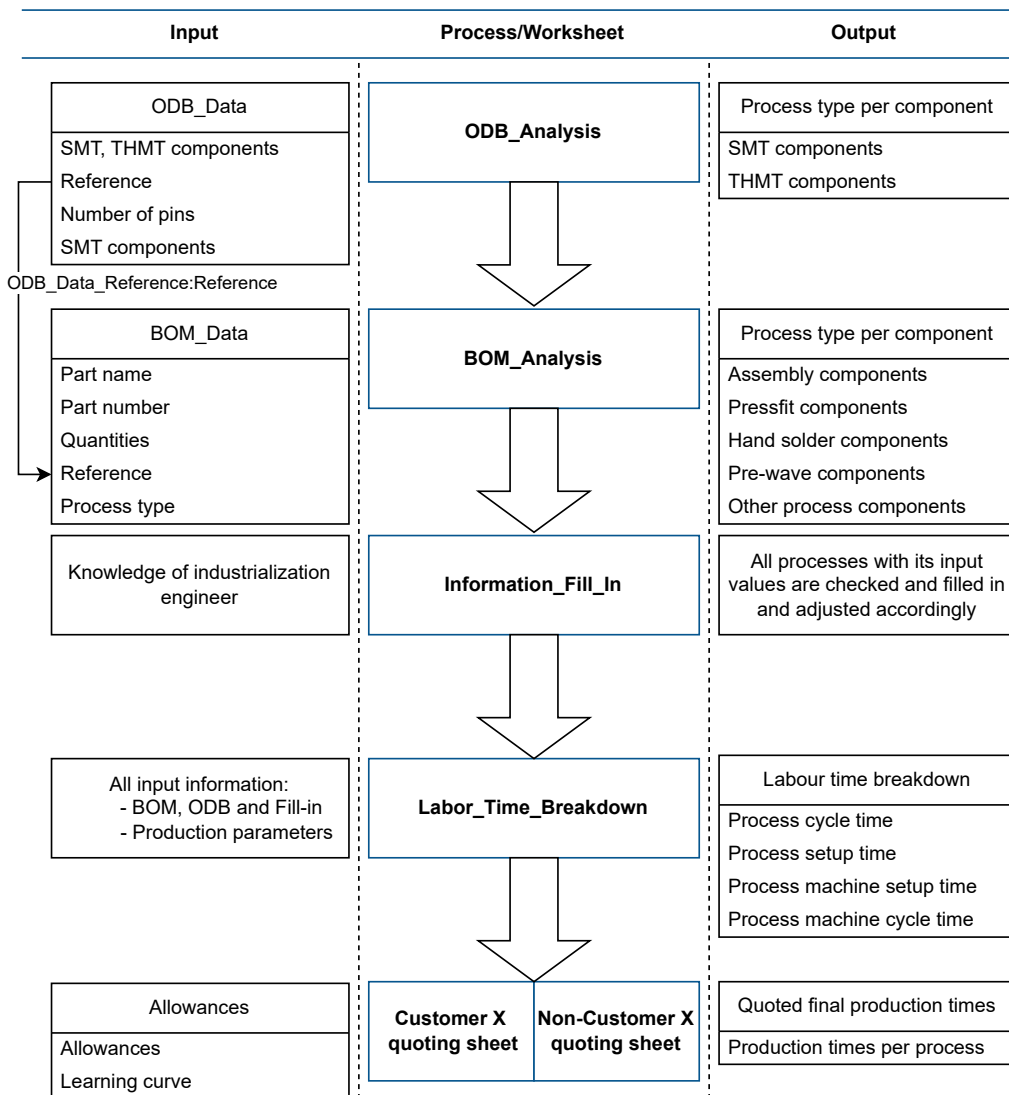 Input
Process/Worksheet
Output
ODB_Data
SMT, THMT components
Reference
Number of pins
SMT components
ODB_Analysis
Process type per component
SMT components
THMT components
ODB_Data_Reference:Reference
BOM_Data
Part name
Part number
Quantities
Reference
Process type
BOM_Analysis
Process type per component
Assembly components
Pressfit components
Hand solder components
Pre-wave components
Other process components
Knowledge of industrialization
engineer
Information_Fill_In
All processes with its input
values are checked and filled in
and adjusted accordingly
All input information:
- BOM, ODB and Fill-in
- Production parameters
Labor_Time_Breakdown
Labour time breakdown
Process cycle time
Process setup time
Process machine setup time
Process machine cycle time
Allowances
Allowances
Learning curve
Customer X
quoting sheet
Non-Customer X
quoting sheet
Quoted final production times
Production times per process